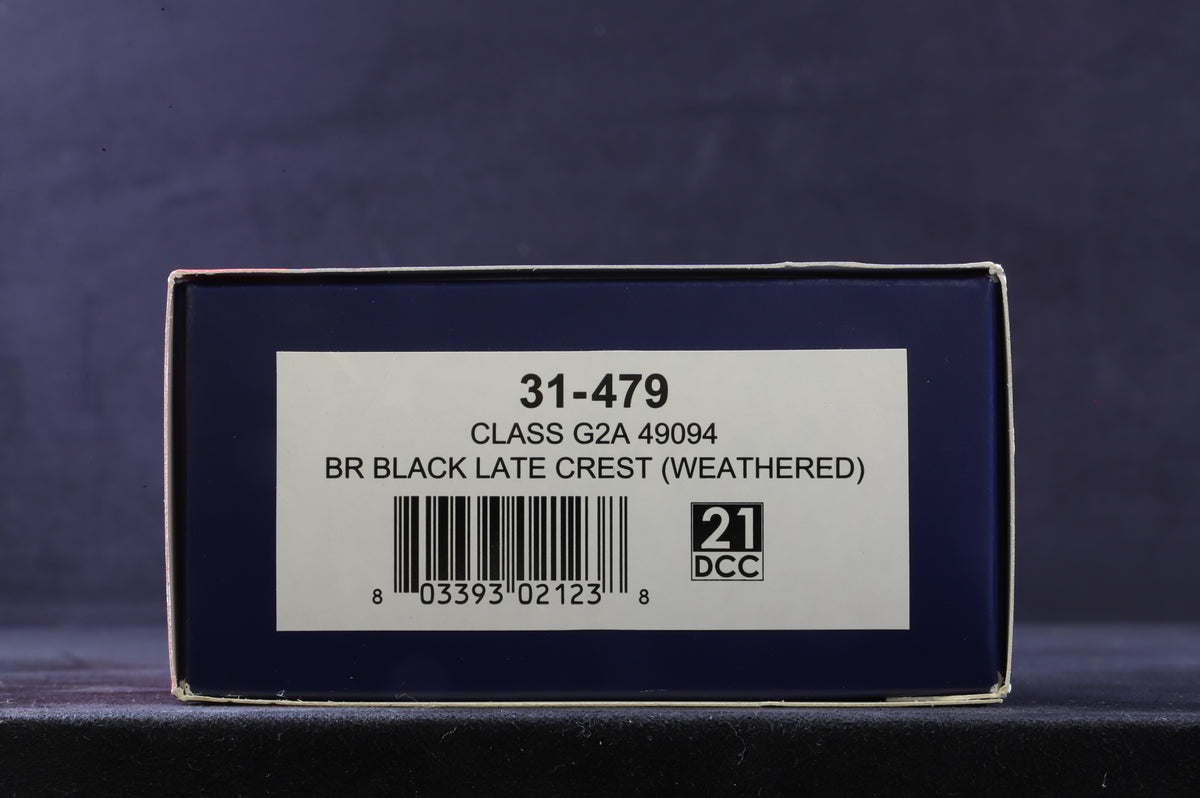 31-479
CLASS G2A 49094
BR BLACK LATE CREST (WEATHERED)
21
DCC
8 03393 02123 8